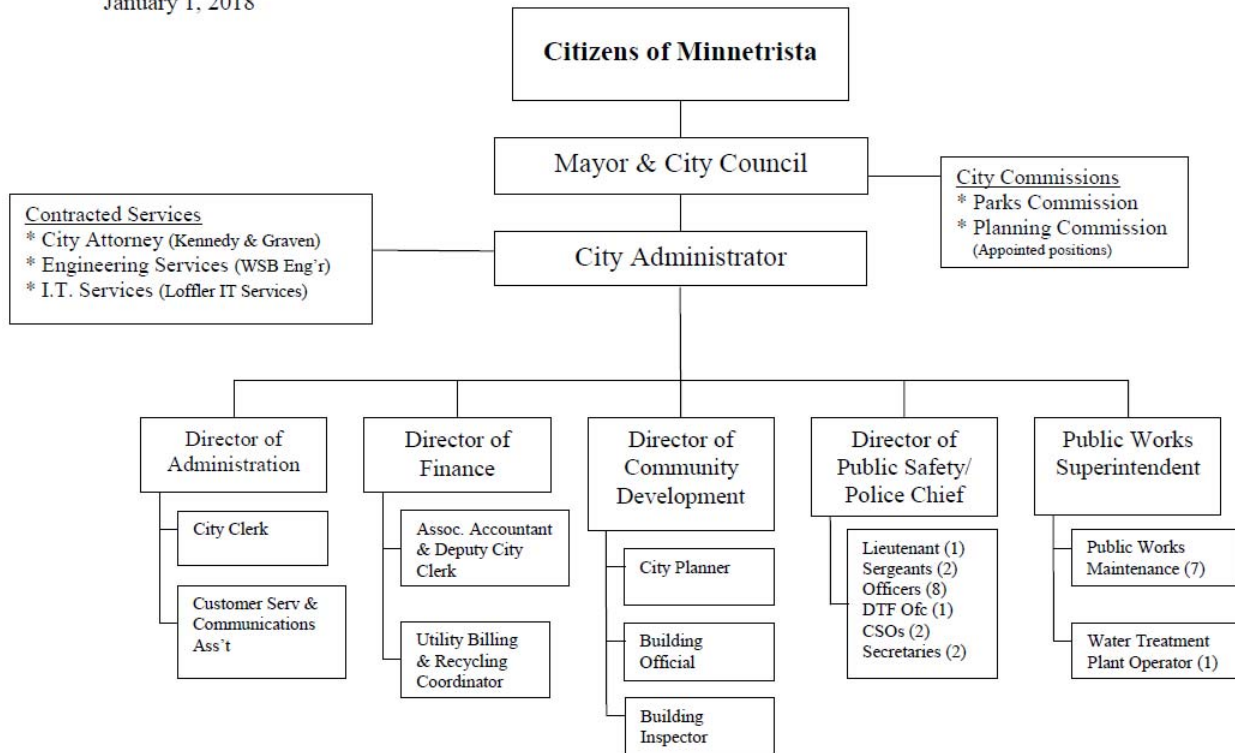 January 1, 2018
Citizens of Minnetrista
Mayor & City Council
City Commissions
* Parks Commission
* Planning Commission
(Appointed positions)
Contracted Services
* City Attorney (Kennedy & Graven)
* Engineering Services (WSB Eng'r)
* I.T. Services (Loffler IT Services)
City Administrator
Director of
Administration
City Clerk
Customer Serv &
Communications
Ass't
Director of
Finance
Assoc. Accountant
& Deputy City
Clerk
Utility Billing
& Recycling
Coordinator
Director of
Community
Development
City Planner
Building
Official
Building
Inspector
Director of
Public Safety/
Police Chief
Lieutenant (1)
Sergeants (2)
Officers (8)
DTF Ofc (1)
CSOs (2)
Secretaries (2)
Public Works
Superintendent
Public Works
Maintenance (7)
Water Treatment
Plant Operator (1)